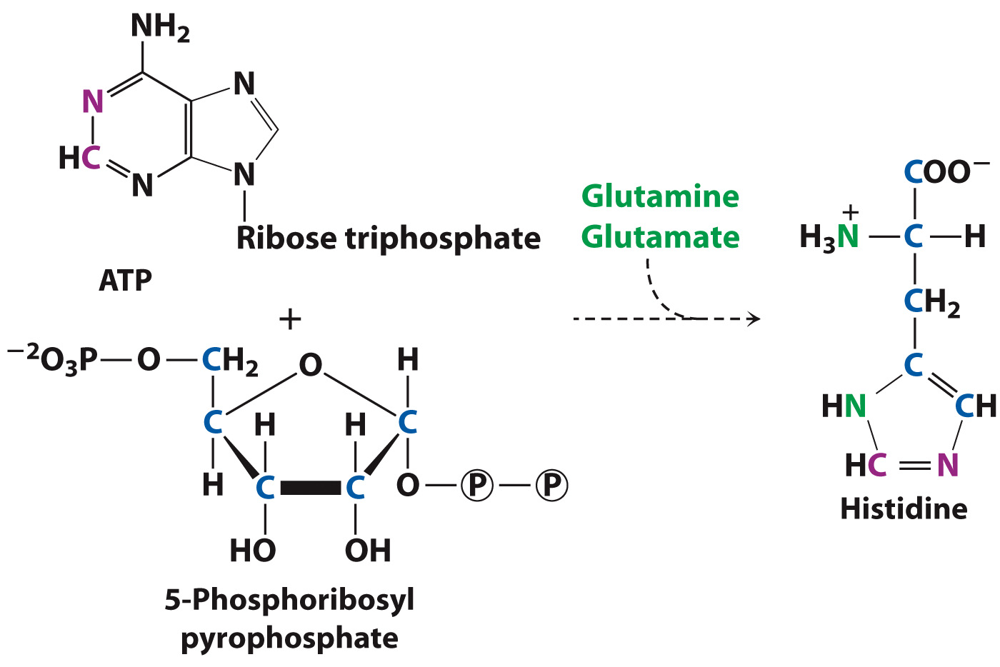 NH2
N
N
HC
N
N
Ribose triphosphate
ATP
+
−2O3P—O—CH2
O
H
C
H
H
C
H
C
C
O—P—P
HO
OH
5-Phosphoribosyl
pyrophosphate
Glutamine
Glutamate
COO−
+
H3N—C—H
CH2
C
HN
CH
HC=N
Histidine